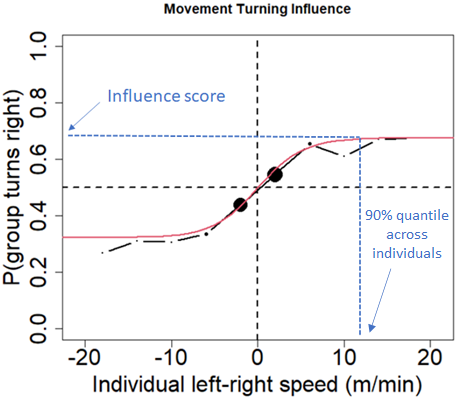 Movement Turning Influence
Influence score
90% quantile
across
individuals
P(group turns right)
0.0 0.2 0.4 0.6 0.8 1.0
-20 -10 0 10 20
Individual left-right speed (m/min)